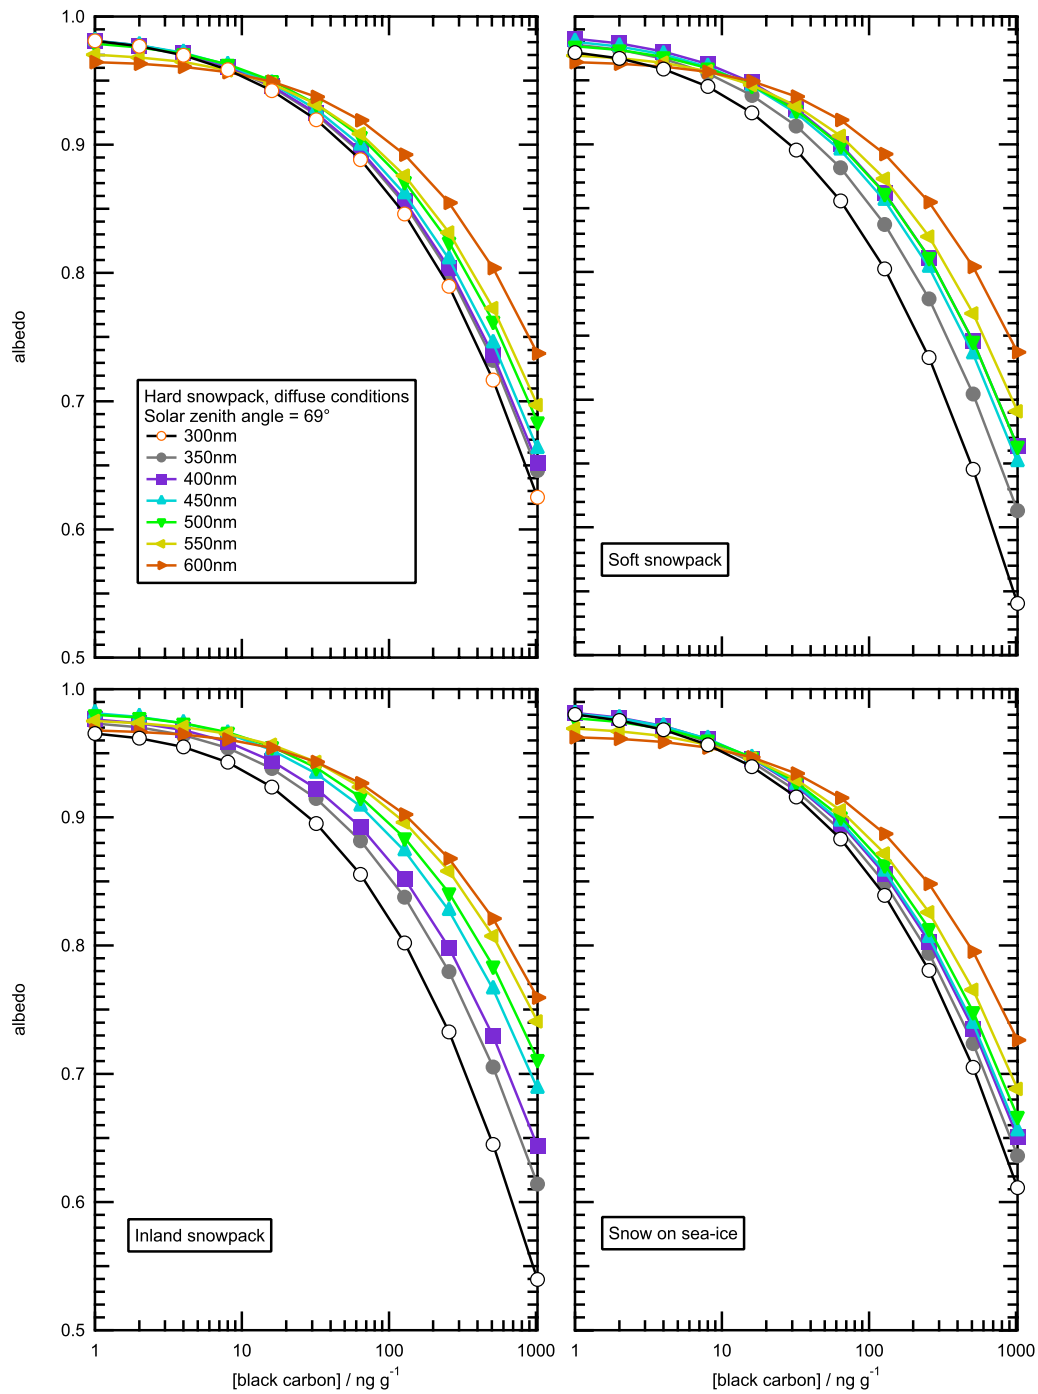 1.0
0.9
0.8
0.7
0.6
0.5
albedo
Hard snowpack, diffuse conditions
Solar zenith angle = 69°
300nm
350nm
400nm
450nm
500nm
550nm
600nm
Soft snowpack
1.0
0.9
0.8
0.7
0.6
0.5
albedo
Inland snowpack
Snow on sea-ice
1 10 100 1000
1 10 100 1000
[black carbon] / ng g⁻¹
[black carbon] / ng g⁻¹